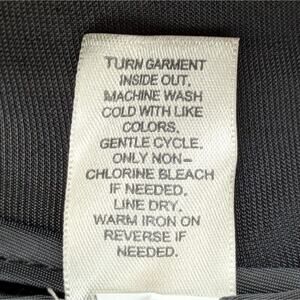 TURN GARMENT
INSIDE OUT.
MACHINE WASH
COLD WITH LIKE
COLORS.
GENTLE CYCLE.
ONLY NON-
CHLORINE BLEACH
IF NEEDED.
LINE DRY.
WARM IRON ON
REVERSE IF
NEEDED.